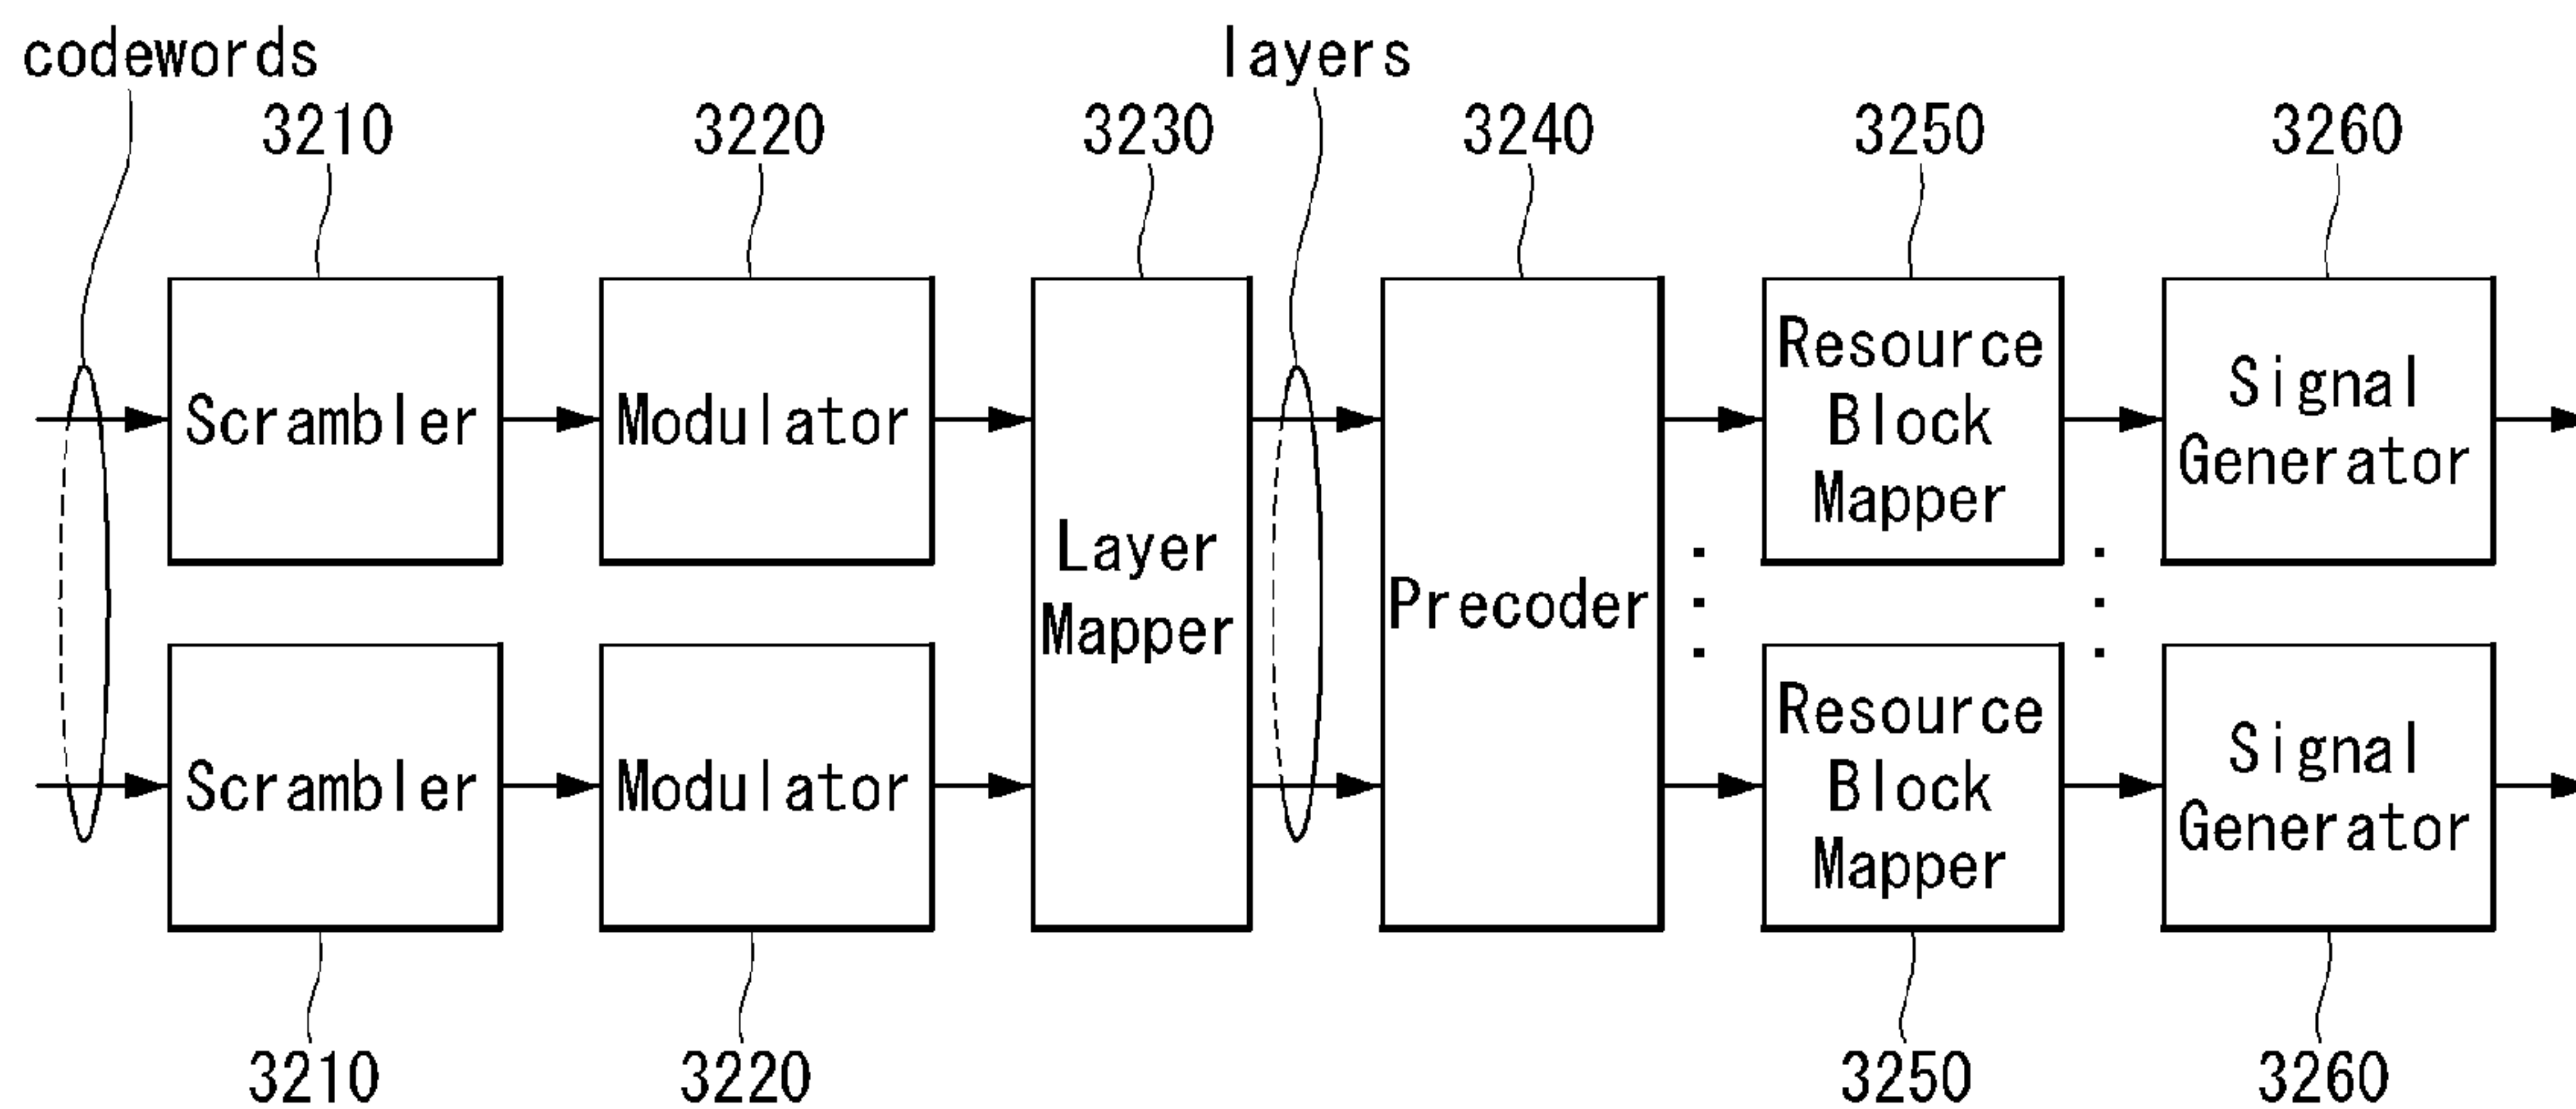 codewords
layers
3210
3220
3230
3240
3250
3260
Scrambler
Modulator
Layer
Mapper
Precoder
Resource
Block
Mapper
Signal
Generator
Scrambler
Modulator
Resource
Block
Mapper
Signal
Generator
3210
3220
3250
3260